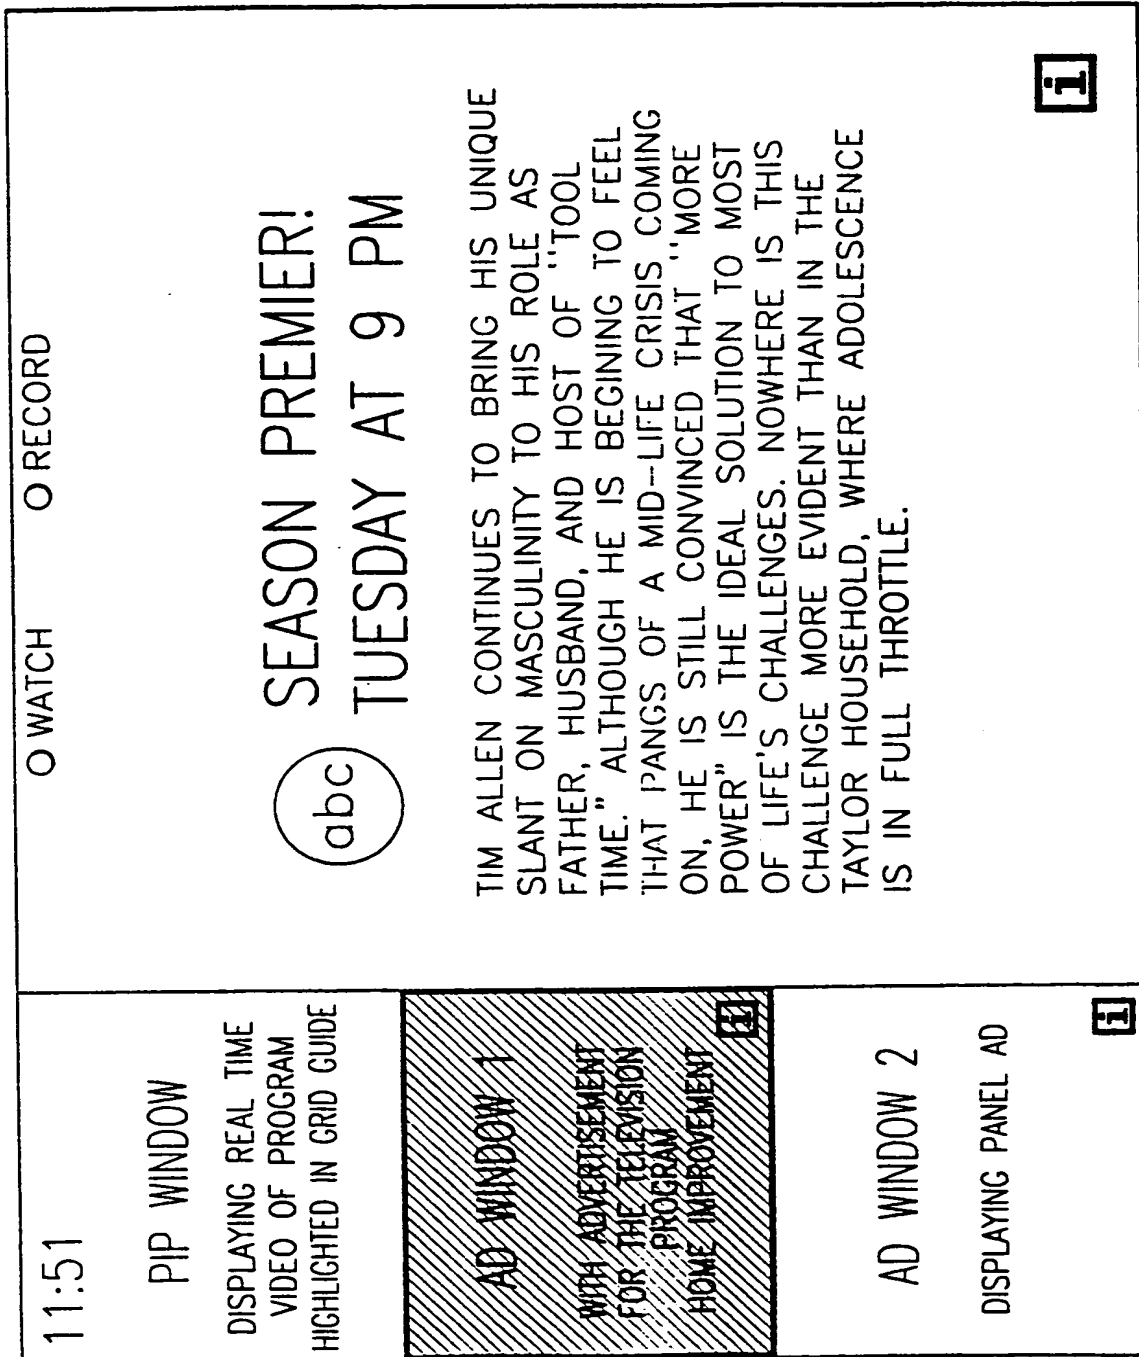 11:51
PIP WINDOW
DISPLAYING REAL TIME
VIDEO OF PROGRAM
HIGHLIGHTED IN GRID GUIDE
AD WINDOW 1
WITH ADVERTISEMENT
FOR THE TELEVISION
PROGRAM
HOME IMPROVEMENT
i
AD WINDOW 2
DISPLAYING PANEL AD
i
O WATCH O RECORD
abc
SEASON PREMIER!
TUESDAY AT 9 PM
TIM ALLEN CONTINUES TO BRING HIS UNIQUE
SLANT ON MASCULINITY TO HIS ROLE AS
FATHER, HUSBAND, AND HOST OF "TOOL
TIME." ALTHOUGH HE IS BEGINING TO FEEL
THAT PANGS OF A MID-LIFE CRISIS COMING
ON, HE IS STILL CONVINCED THAT "MORE
POWER" IS THE IDEAL SOLUTION TO MOST
OF LIFE'S CHALLENGES. NOWHERE IS THIS
CHALLENGE MORE EVIDENT THAN IN THE
TAYLOR HOUSEHOLD, WHERE ADOLESCENCE
IS IN FULL THROTTLE.
i